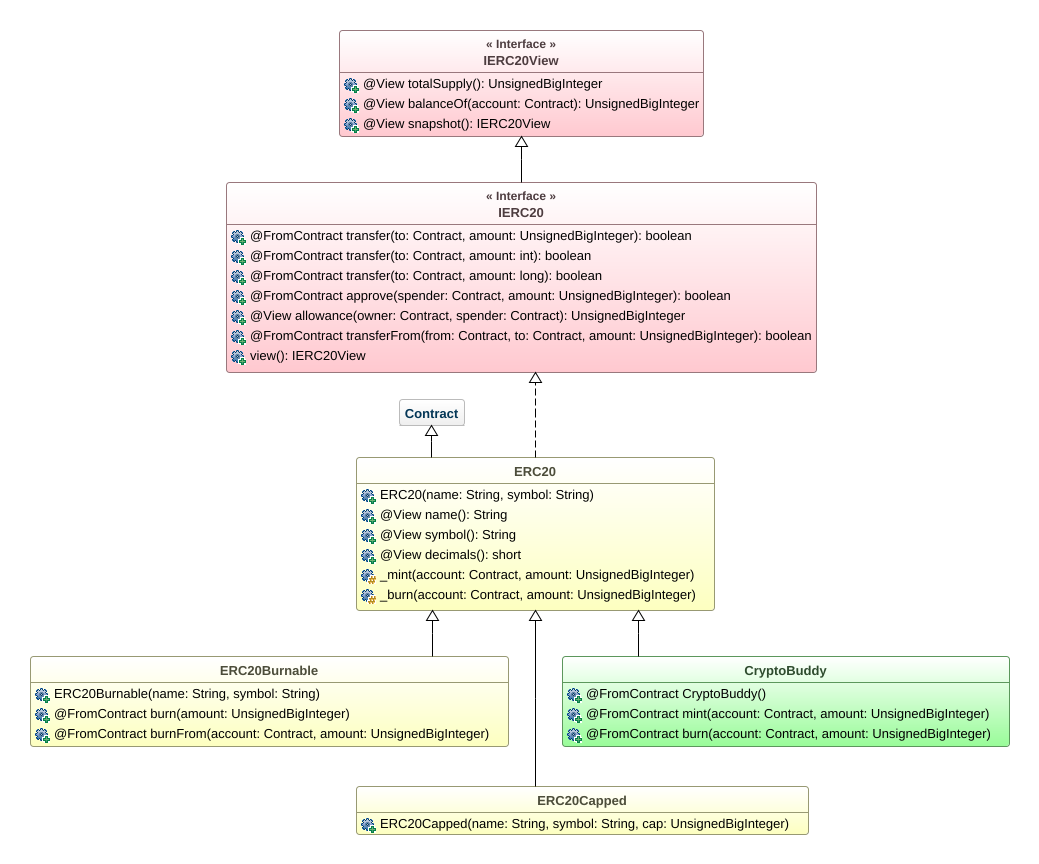 « Interface »
IERC20View
@View totalSupply(): UnsignedBigInteger
@View balanceOf(account: Contract): UnsignedBigInteger
@View snapshot(): IERC20View
« Interface »
IERC20
@FromContract transfer(to: Contract, amount: UnsignedBigInteger): boolean
@FromContract transfer(to: Contract, amount: int): boolean
@FromContract transfer(to: Contract, amount: long): boolean
@FromContract approve(spender: Contract, amount: UnsignedBigInteger): boolean
@View allowance(owner: Contract, spender: Contract): UnsignedBigInteger
@FromContract transferFrom(from: Contract, to: Contract, amount: UnsignedBigInteger): boolean
view(): IERC20View
Contract
ERC20
ERC20(name: String, symbol: String)
@View name(): String
@View symbol(): String
@View decimals(): short
_mint(account: Contract, amount: UnsignedBigInteger)
_burn(account: Contract, amount: UnsignedBigInteger)
ERC20Burnable
ERC20Burnable(name: String, symbol: String)
@FromContract burn(amount: UnsignedBigInteger)
@FromContract burnFrom(account: Contract, amount: UnsignedBigInteger)
CryptoBuddy
@FromContract CryptoBuddy()
@FromContract mint(account: Contract, amount: UnsignedBigInteger)
@FromContract burn(account: Contract, amount: UnsignedBigInteger)
ERC20Capped
ERC20Capped(name: String, symbol: String, cap: UnsignedBigInteger)